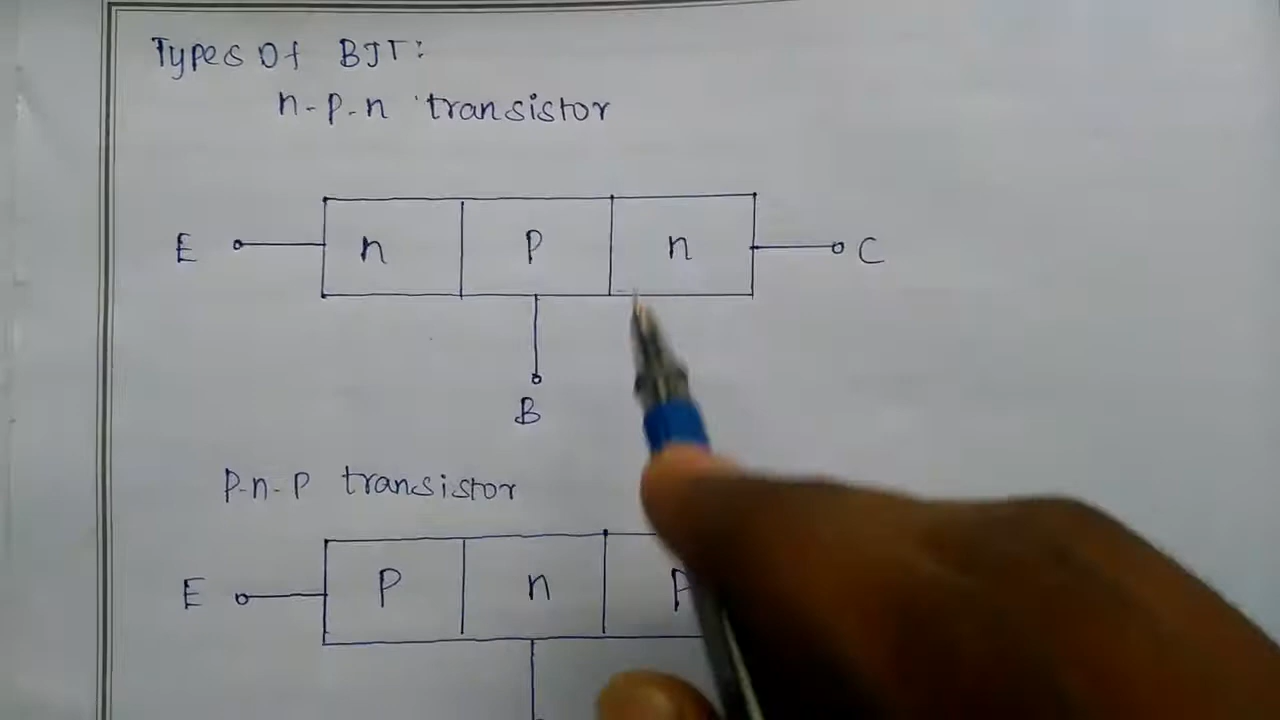 Types Of BJT:
n-p-n transistor
E n P n C
B
P-n-P transistor
E P n P